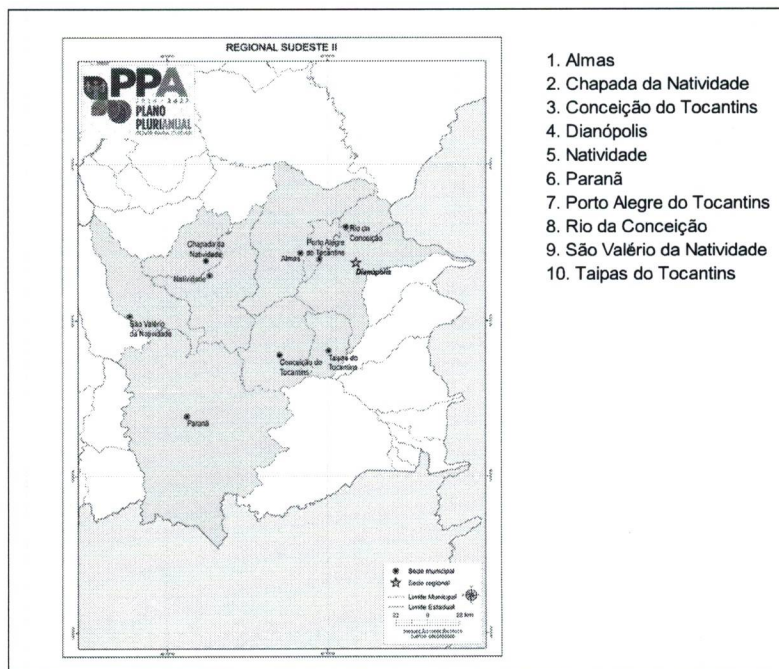 REGIONAL SUDESTE II
PPA
2024-2027
PLANO
PLURIANUAL
Rio da
Conceição
Chapada da
Natividade
Porto Alegre
do Tocantins
Almas
Dianópolis
Natividade
São Valério
da Natividade
Conceição do
Tocantins
Taipas do
Tocantins
Paranã
Sede municipal
Sede regional
Limite Municipal
Limite Estadual
1. Almas
2. Chapada da Natividade
3. Conceição do Tocantins
4. Dianópolis
5. Natividade
6. Paranã
7. Porto Alegre do Tocantins
8. Rio da Conceição
9. São Valério da Natividade
10. Taipas do Tocantins